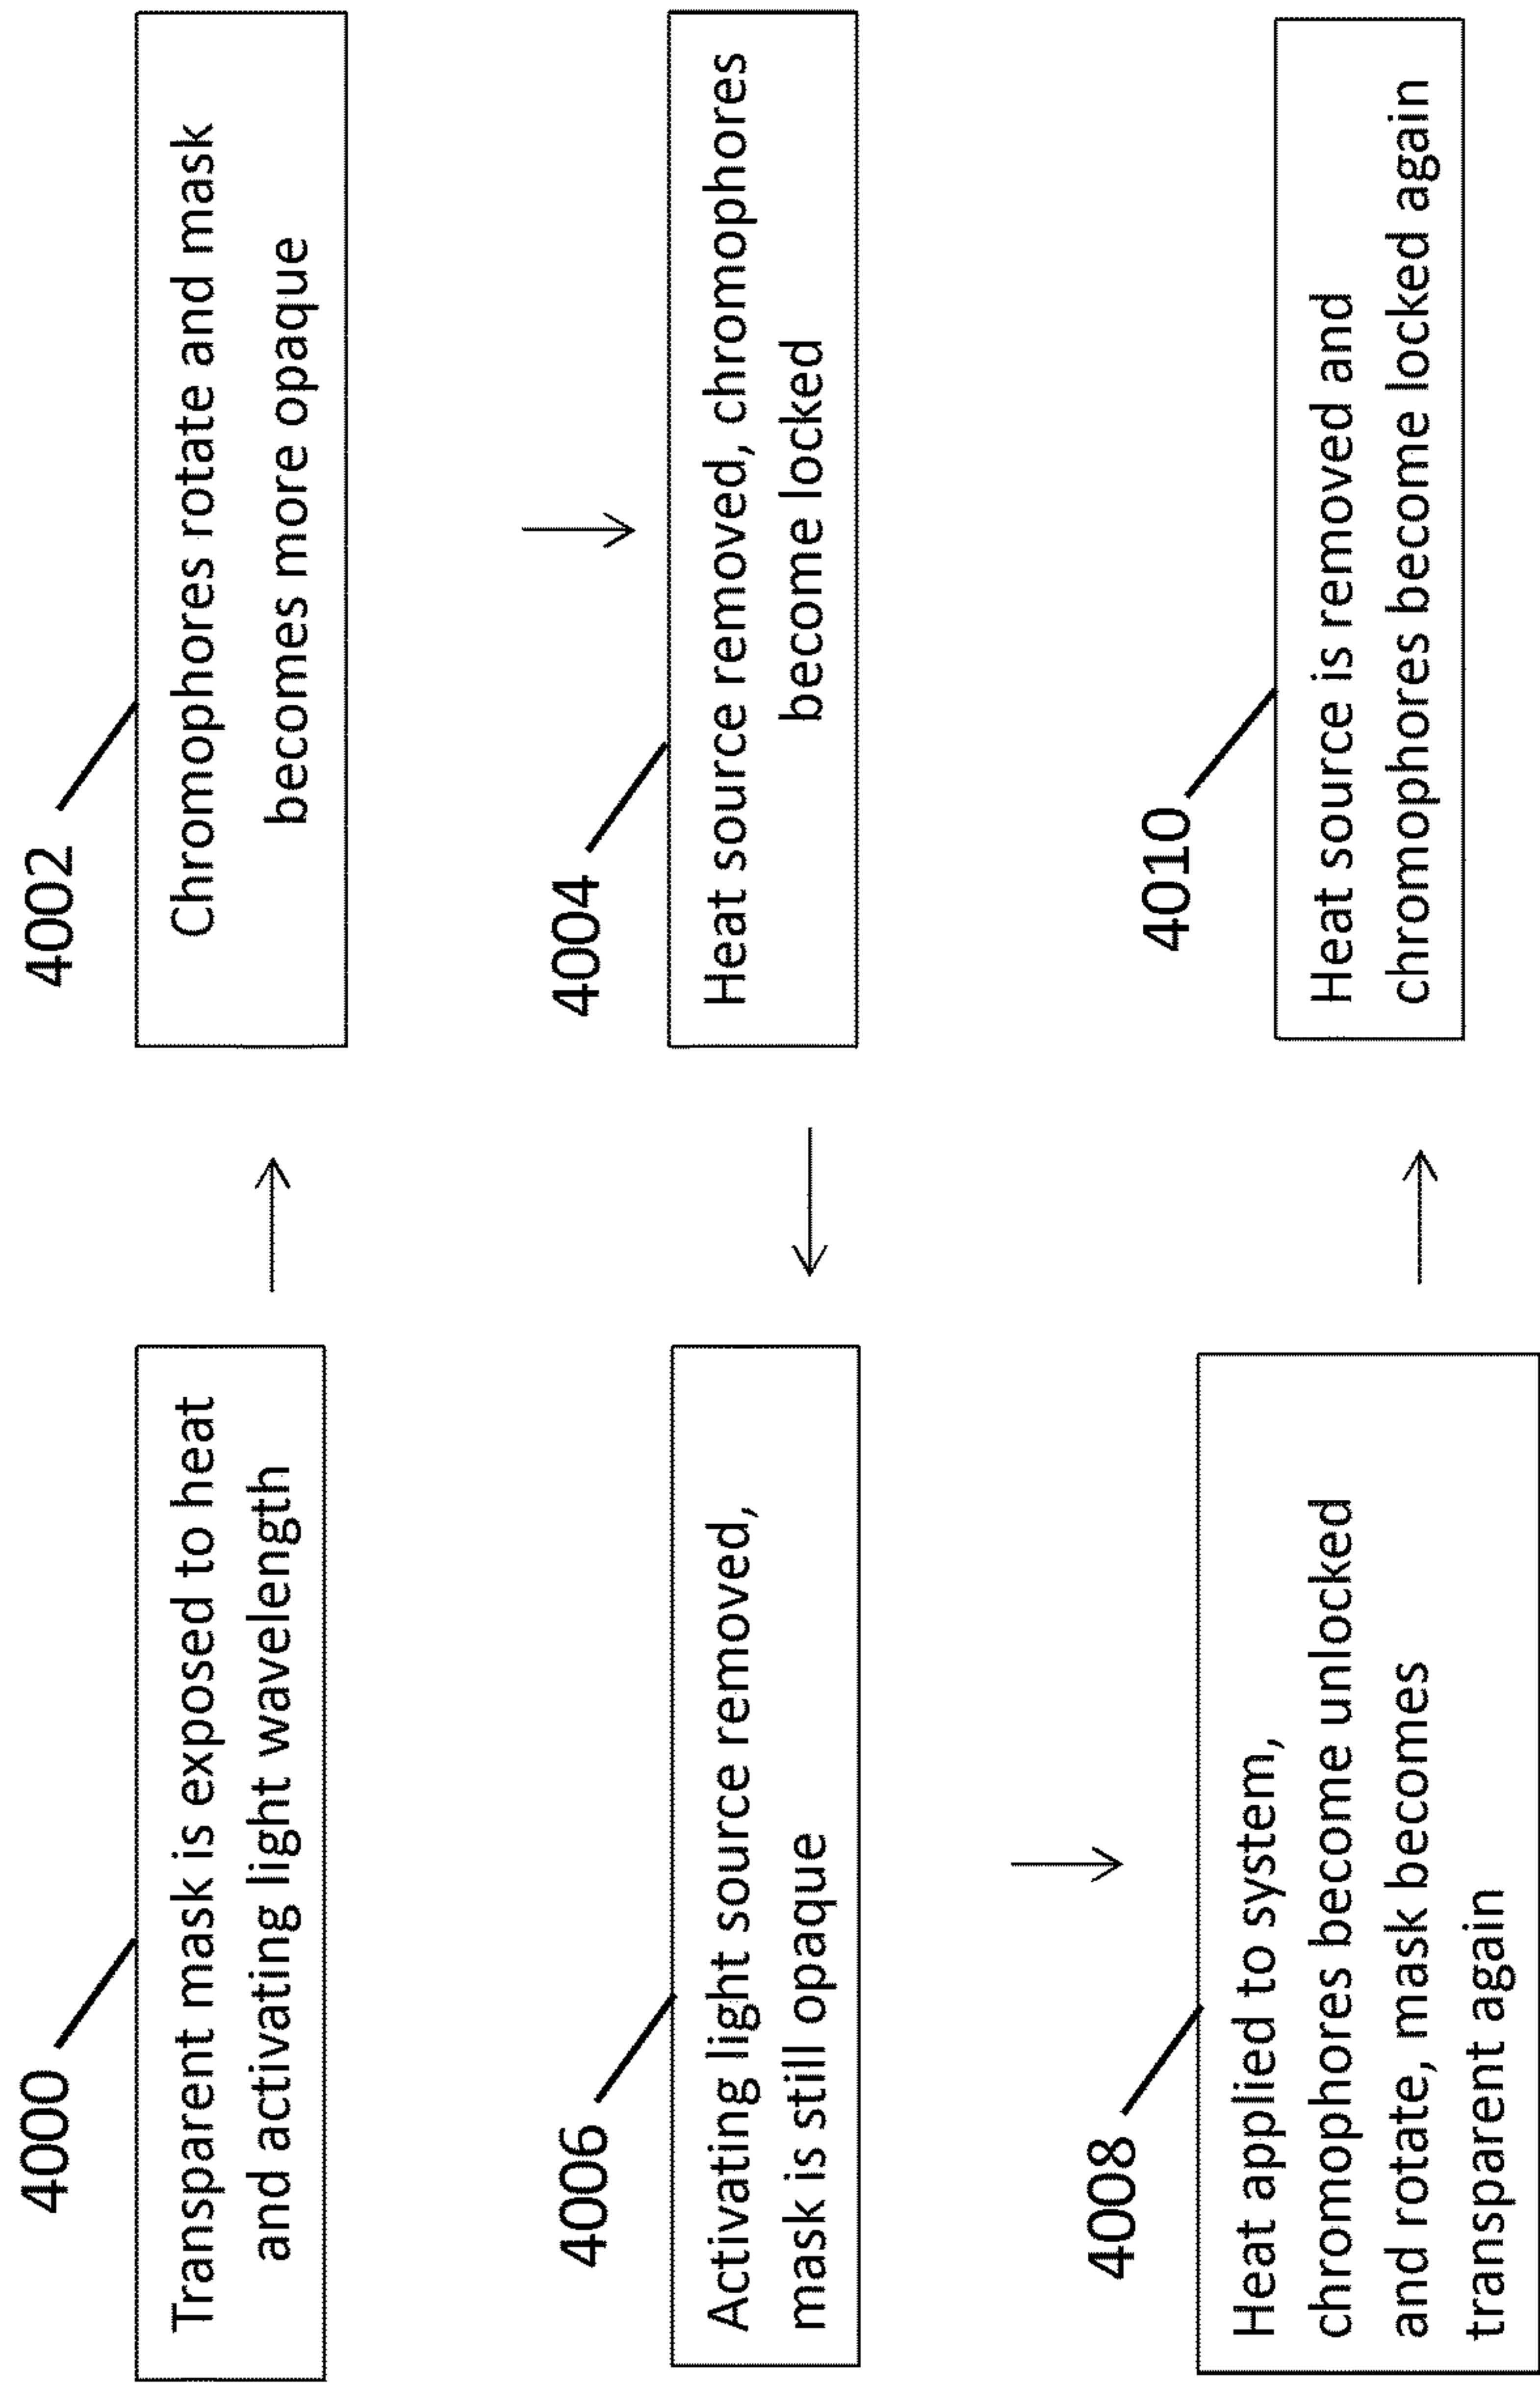 4000
Transparent mask is exposed to heat
and activating light wavelength
4002
Chromophores rotate and mask
becomes more opaque
4004
Heat source removed, chromophores
become locked
4006
Activating light source removed,
mask is still opaque
4008
Heat applied to system,
chromophores become unlocked
and rotate, mask becomes
transparent again
4010
Heat source is removed and
chromophores become locked again